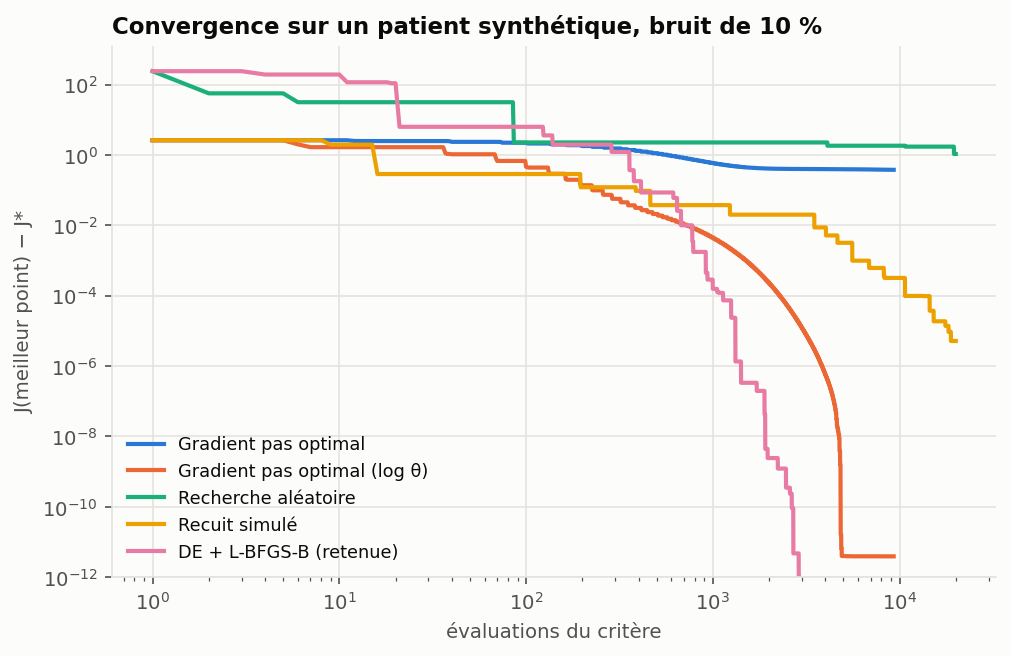 Convergence sur un patient synthétique, bruit de 10 %
J(meilleur point) − J*
10²
10⁰
10⁻²
10⁻⁴
10⁻⁶
10⁻⁸
10⁻¹⁰
10⁻¹²
Gradient pas optimal
Gradient pas optimal (log θ)
Recherche aléatoire
Recuit simulé
DE + L-BFGS-B (retenue)
10⁰ 10¹ 10² 10³ 10⁴
évaluations du critère